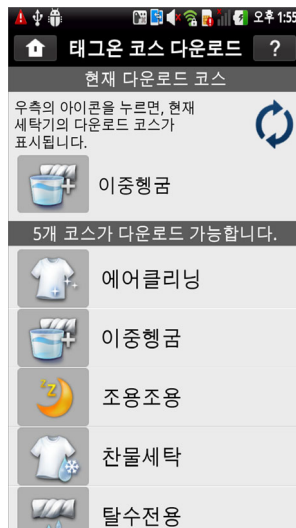 오후 1:55
태그온 코스 다운로드 ?
현재 다운로드 코스
우측의 아이콘을 누르면, 현재
세탁기의 다운로드 코스가
표시됩니다.
이중헹굼
5개 코스가 다운로드 가능합니다.
에어클리닝
이중헹굼
조용조용
찬물세탁
탈수전용